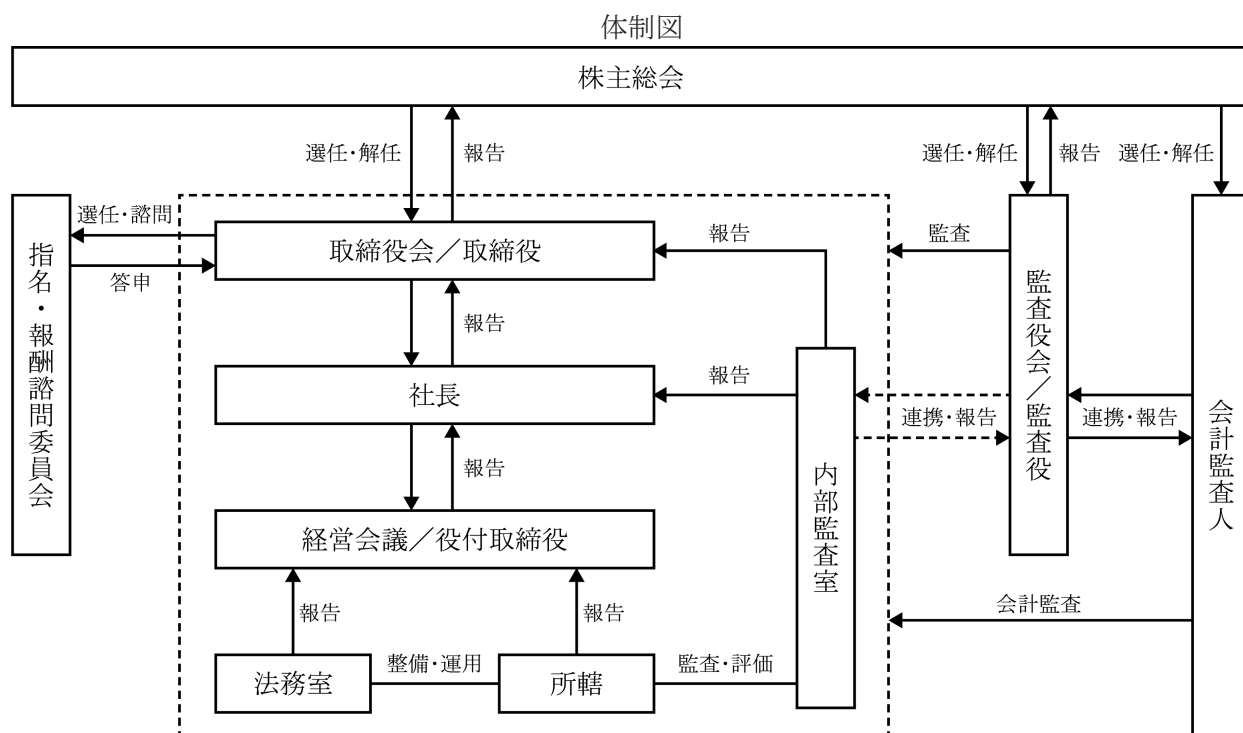 体制図
株主総会
選任・解任
報告
選任・解任
報告
選任・解任
指名・報酬諮問委員会
選任・諮問
答申
取締役会／取締役
報告
監査
監査役会／監査役
会計監査人
報告
社長
報告
内部監査室
連携・報告
連携・報告
報告
経営会議／役付取締役
報告
報告
会計監査
法務室
整備・運用
所轄
監査・評価